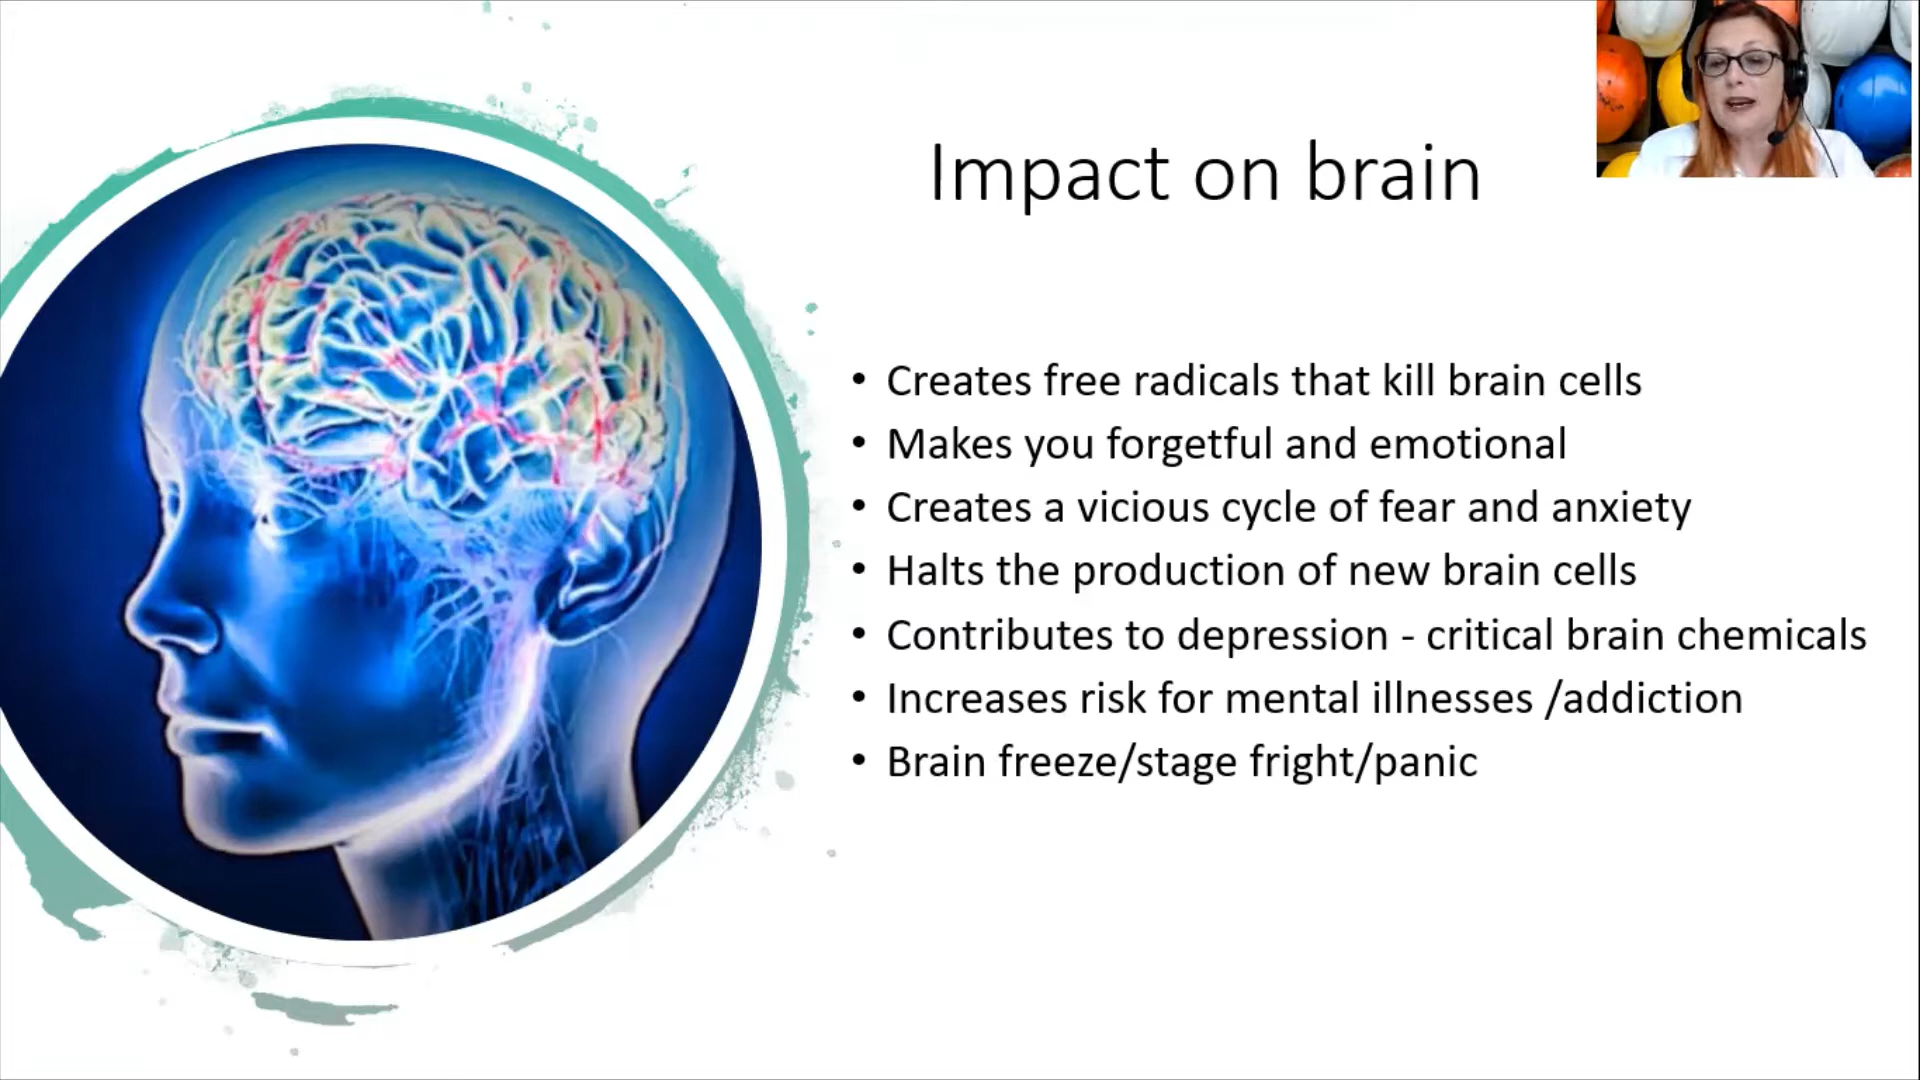 Impact on brain
• Creates free radicals that kill brain cells
• Makes you forgetful and emotional
• Creates a vicious cycle of fear and anxiety
• Halts the production of new brain cells
• Contributes to depression - critical brain chemicals
• Increases risk for mental illnesses /addiction
• Brain freeze/stage fright/panic